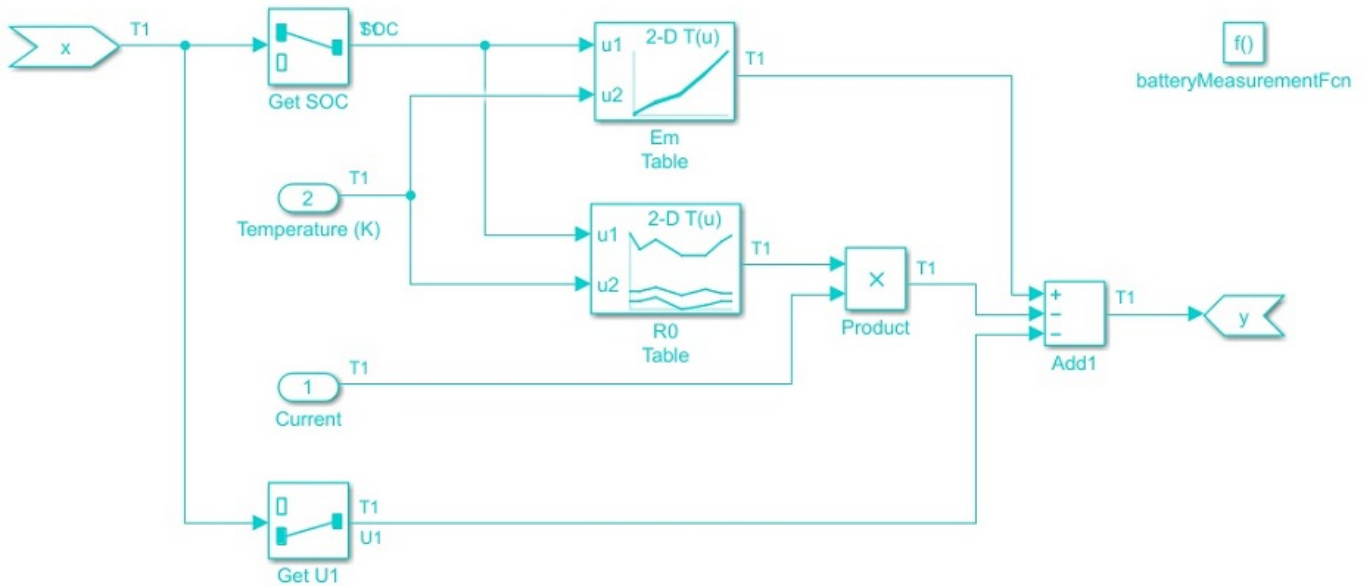 x
T1
T1
SOC
Get SOC
u1
u2
2-D T(u)
T1
Em
Table
f()
batteryMeasurementFcn
2
T1
Temperature (K)
u1
u2
2-D T(u)
T1
R0
Table
×
T1
Product
+
−
−
T1
Add1
y
1
T1
Current
T1
U1
Get U1